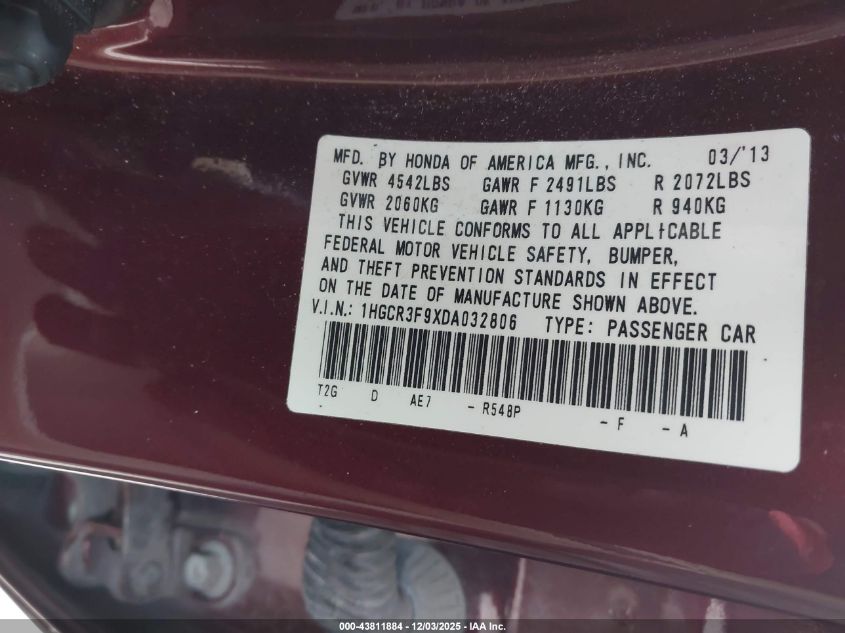 MFD. BY HONDA OF AMERICA MFG., INC. 03/'13
GVWR 4542LBS GAWR F 2491LBS R 2072LBS
GVWR 2060KG GAWR F 1130KG R 940KG
THIS VEHICLE CONFORMS TO ALL APPLICABLE
FEDERAL MOTOR VEHICLE SAFETY, BUMPER,
AND THEFT PREVENTION STANDARDS IN EFFECT
ON THE DATE OF MANUFACTURE SHOWN ABOVE.
V.I.N.: 1HGCR3F9XDA032806 TYPE: PASSENGER CAR
T2G D AE7 - R548P - F - A
000-43811884 / 12/03/2025 - IAA Inc.